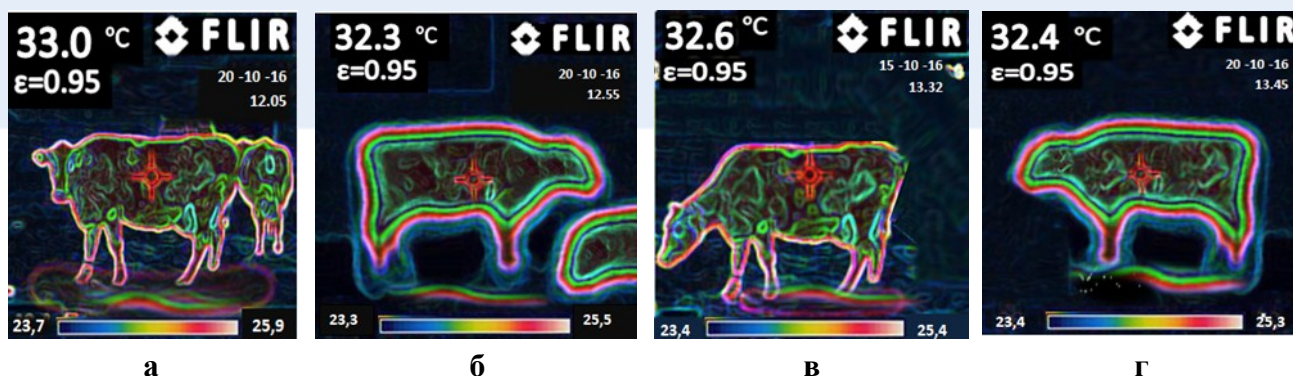 33.0 °C FLIR
ε=0.95
20 -10 -16
12.05
23,7 25,9
а
32.3 °C FLIR
ε=0.95
20 -10 -16
12.55
23,3 25,5
б
32.6 °C FLIR
ε=0.95
15 -10 -16
13.32
23,4 25,4
в
32.4 °C FLIR
ε=0.95
20 -10 -16
13.45
23,4 25,3
г